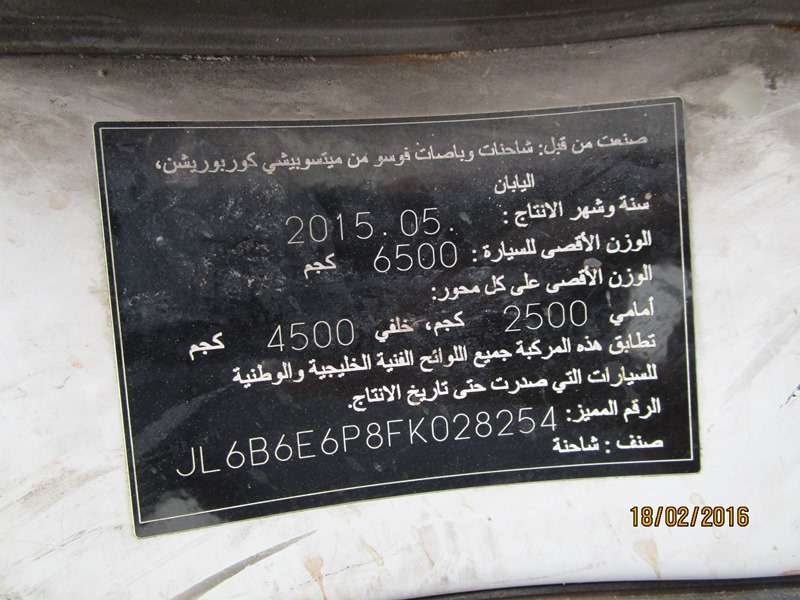 صنعت من قبل: شاحنات وباصات فوسو من ميتسوبيشي كوربوريشن،
اليابان
سنة وشهر الانتاج : 2015.05.
الوزن الأقصى للسيارة : 6500 كجم
الوزن الأقصى على كل محور:
أمامي 2500 كجم، خلفي 4500 كجم
تطابق هذه المركبة جميع اللوائح الفنية الخليجية والوطنية
للسيارات التي صدرت حتى تاريخ الانتاج.
الرقم المميز: JL6B6E6P8FK028254
صنف : شاحنة
18/02/2016